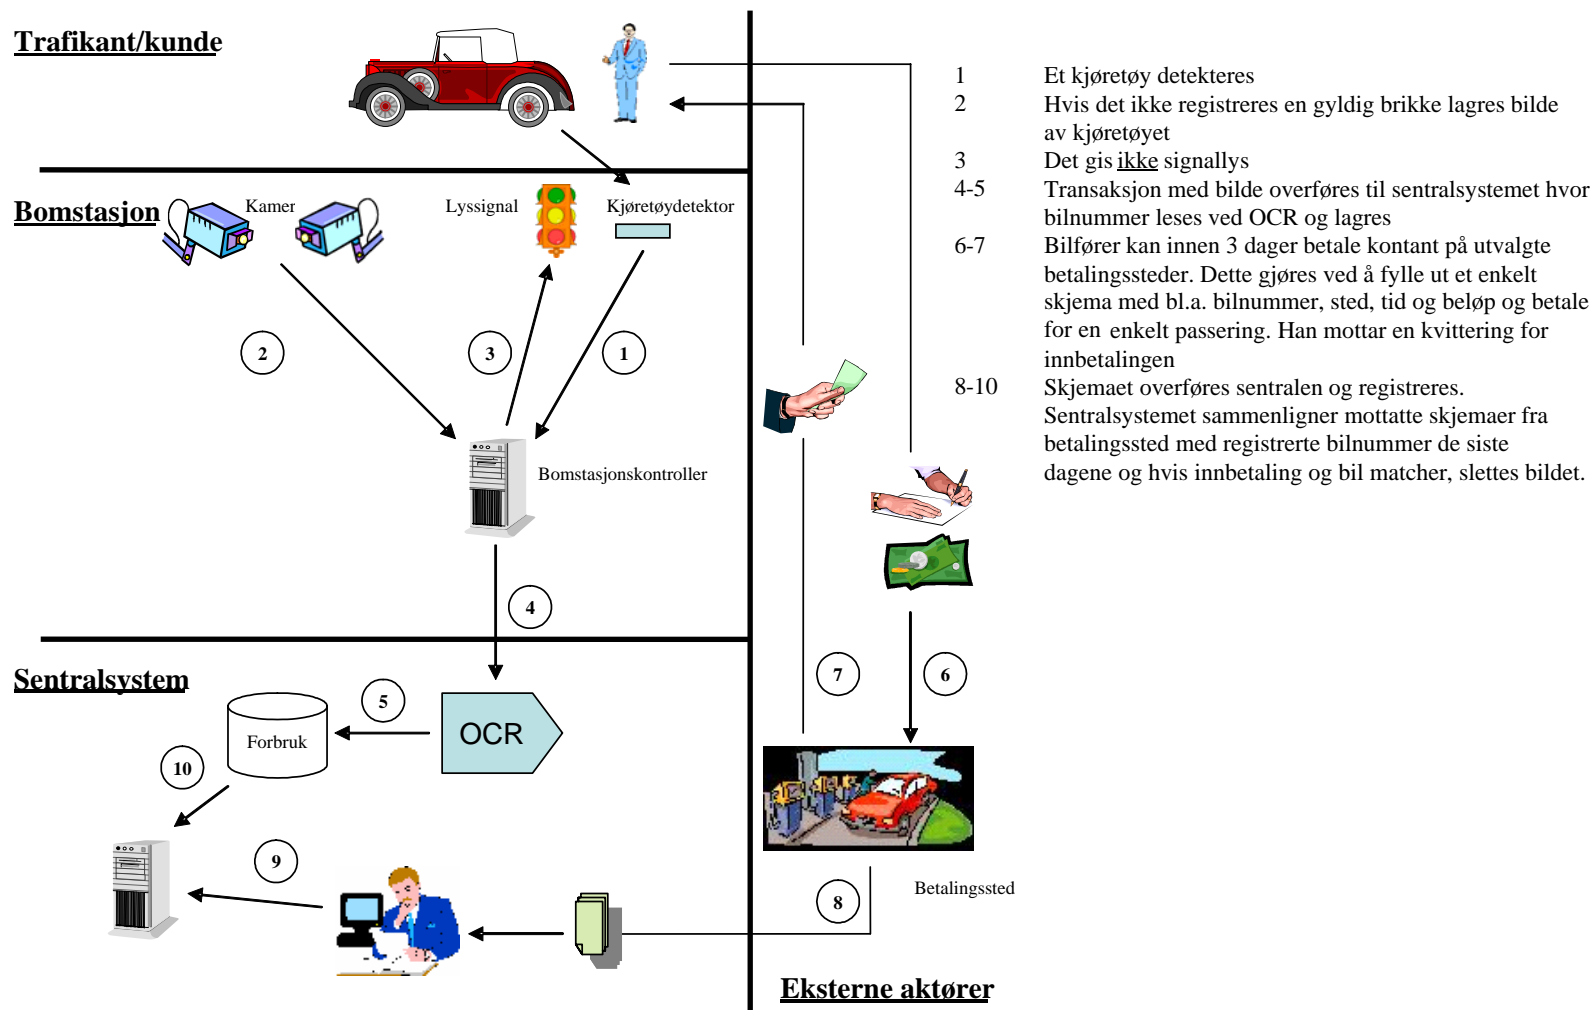 Trafikant/kunde
Bomstasjon
Kamer
Lyssignal
Kjøretøydetektor
2
3
1
Bomstasjonskontroller
4
Sentralsystem
5
OCR
Forbruk
10
9
7
6
8
Betalingssted
Eksterne aktører
1 Et kjøretøy detekteres
2 Hvis det ikke registreres en gyldig brikke lagres bilde
av kjøretøyet
3 Det gis ikke signallys
4-5 Transaksjon med bilde overføres til sentralsystemet hvor
bilnummer leses ved OCR og lagres
6-7 Bilfører kan innen 3 dager betale kontant på utvalgte
betalingssteder. Dette gjøres ved å fylle ut et enkelt
skjema med bl.a. bilnummer, sted, tid og beløp og betale
for en enkelt passering. Han mottar en kvittering for
innbetalingen
8-10 Skjemaet overføres sentralen og registreres.
Sentralsystemet sammenligner mottatte skjemaer fra
betalingssted med registrerte bilnummer de siste
dagene og hvis innbetaling og bil matcher, slettes bildet.